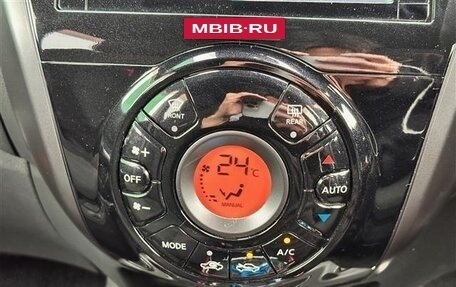 MBIB-RU
FRONT
REAR
+
24°C
OFF
AUTO
MANUAL
-
MODE
A/C